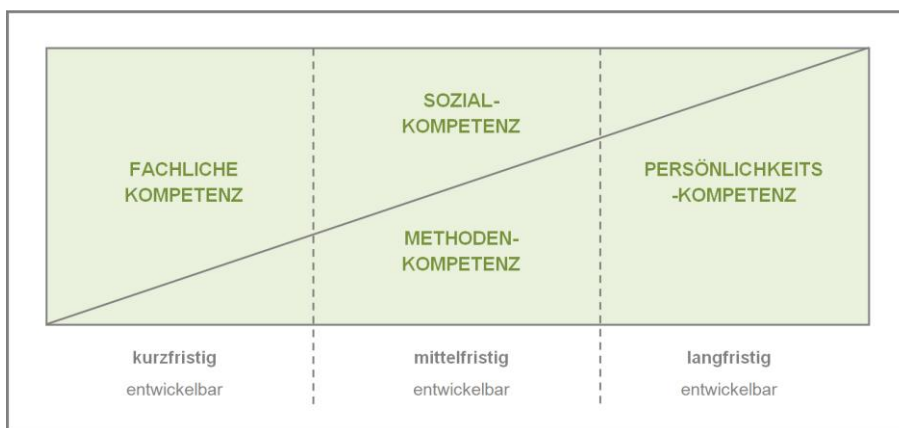 FACHLICHE
KOMPETENZ
SOZIAL-
KOMPETENZ
METHODEN-
KOMPETENZ
PERSÖNLICHKEITS
-KOMPETENZ
kurzfristig
entwickelbar
mittelfristig
entwickelbar
langfristig
entwickelbar